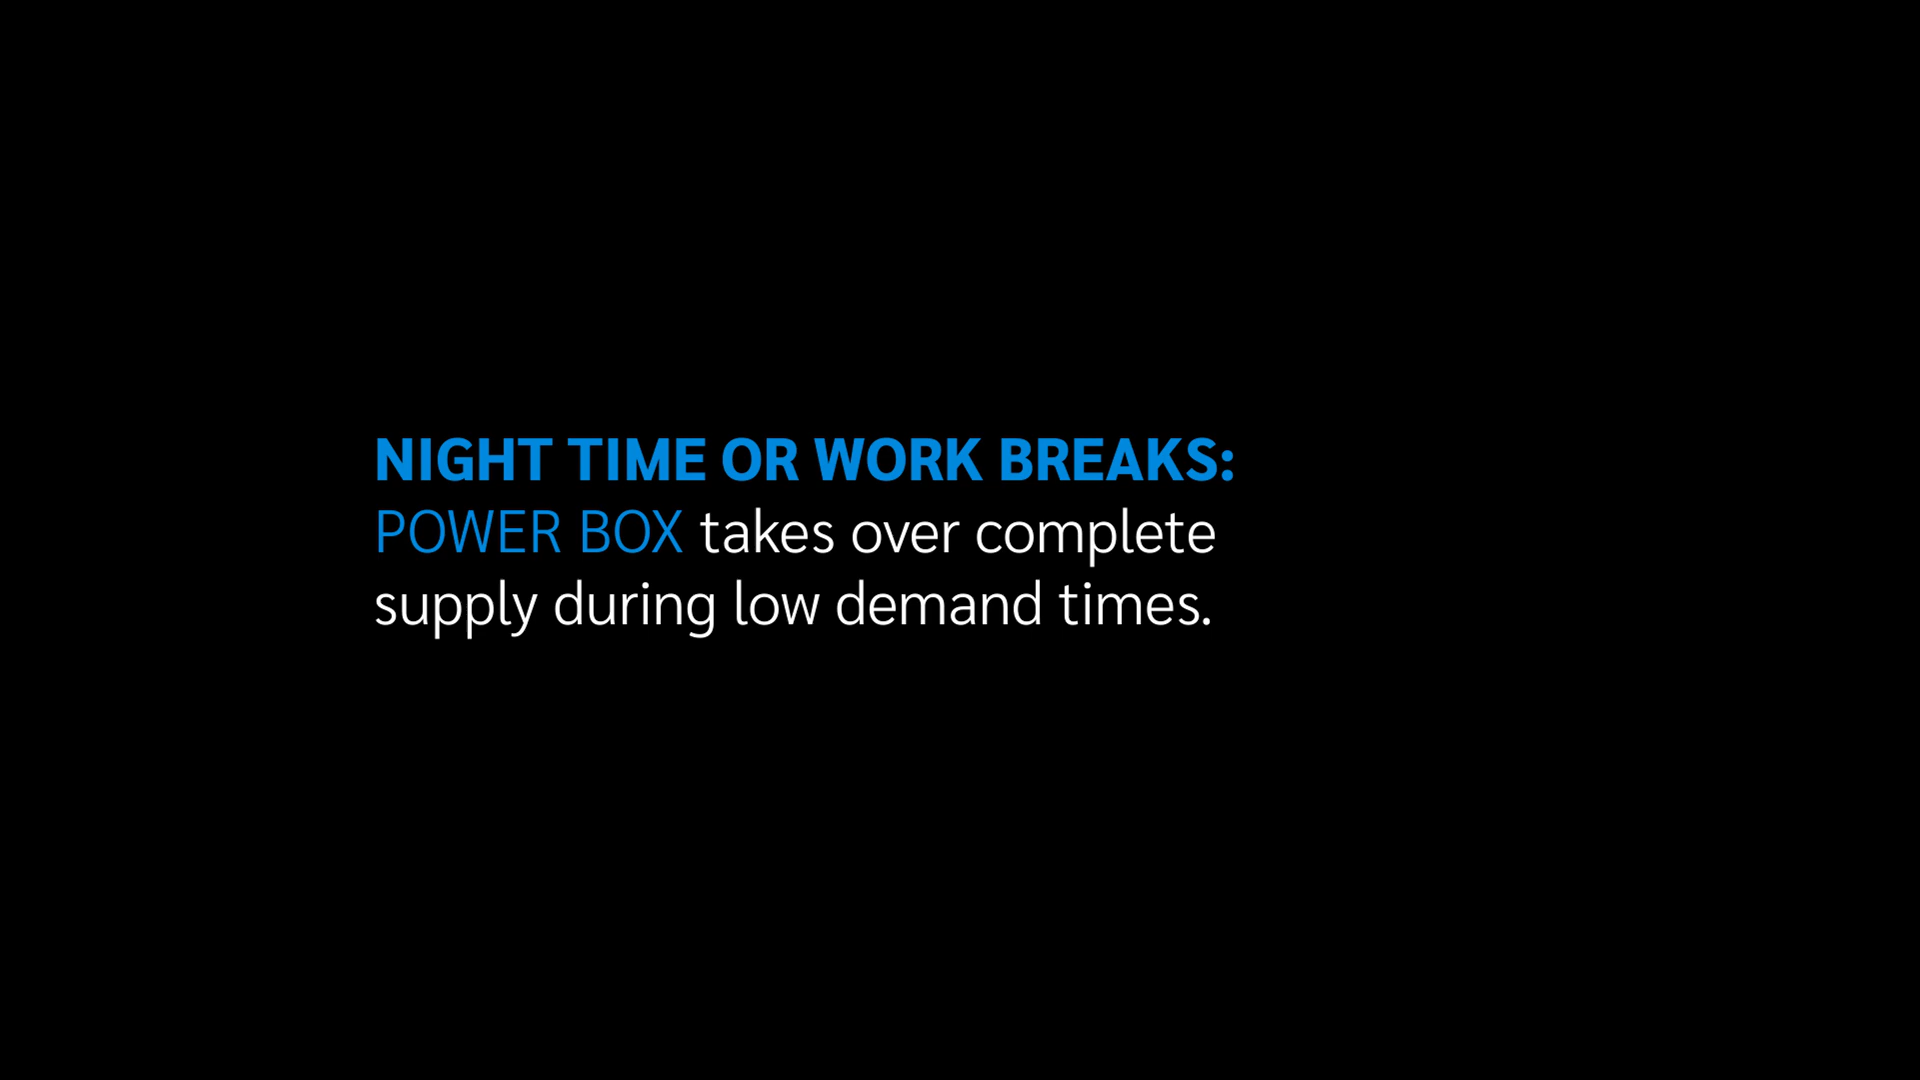 NIGHT TIME OR WORK BREAKS:
POWER BOX takes over complete
supply during low demand times.